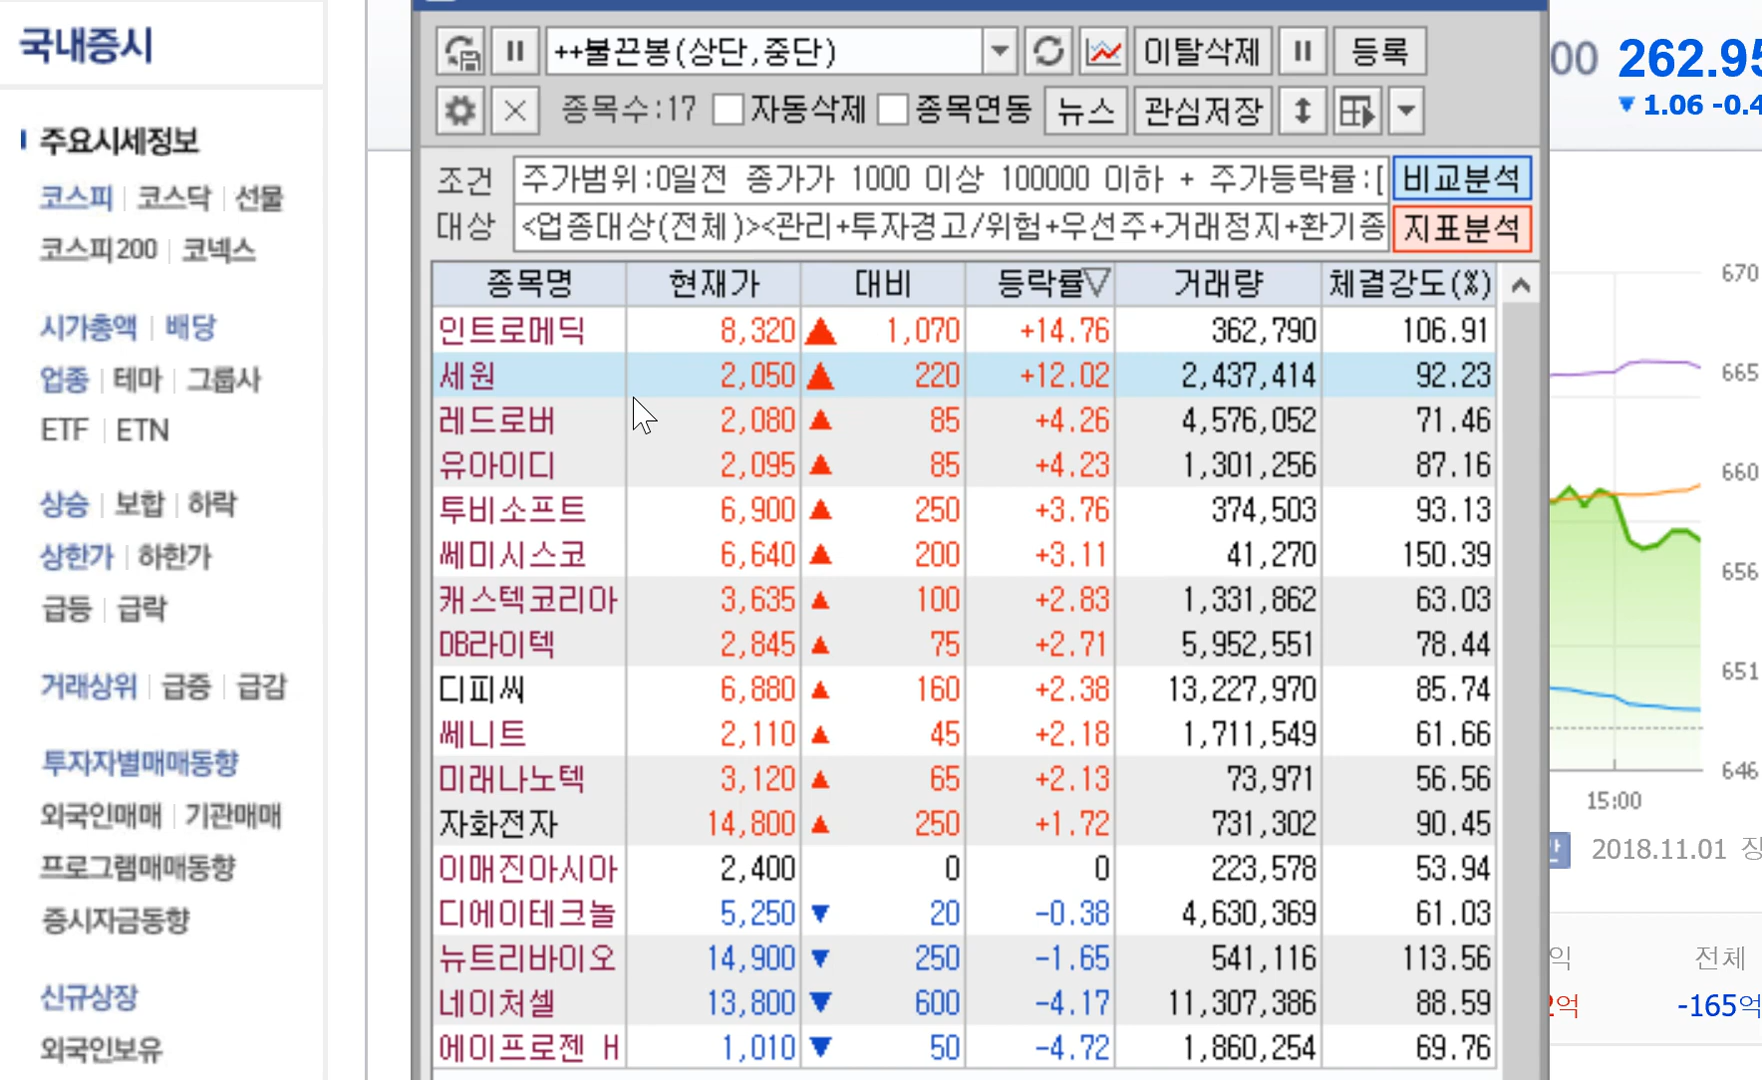 국내증시
주요시세정보
코스피 코스닥 선물
코스피200 코넥스
시가총액 배당
업종 테마 그룹사
ETF ETN
상승 보합 하락
상한가 하한가
급등 급락
거래상위 급증 급감
투자자별매매동향
외국인매매 기관매매
프로그램매매동향
증시자금동향
신규상장
외국인보유
++불끈봉(상단,중단) 이탈삭제 등록
종목수:17 자동삭제 종목연동 뉴스 관심저장
조건 주가범위:0일전 종가가 1000 이상 100000 이하 + 주가등락률:[ 비교분석
대상 <업종대상(전체)><관리+투자경고/위험+우선주+거래정지+환기종 지표분석
종목명 현재가 대비 등락률▽ 거래량 체결강도(%)
인트로메딕 8,320 ▲ 1,070 +14.76 362,790 106.91
세원 2,050 ▲ 220 +12.02 2,437,414 92.23
레드로버 2,080 ▲ 85 +4.26 4,576,052 71.46
유아이디 2,095 ▲ 85 +4.23 1,301,256 87.16
투비소프트 6,900 ▲ 250 +3.76 374,503 93.13
쎄미시스코 6,640 ▲ 200 +3.11 41,270 150.39
캐스텍코리아 3,635 ▲ 100 +2.83 1,331,862 63.03
DB라이텍 2,845 ▲ 75 +2.71 5,952,551 78.44
디피씨 6,880 ▲ 160 +2.38 13,227,970 85.74
쎄니트 2,110 ▲ 45 +2.18 1,711,549 61.66
미래나노텍 3,120 ▲ 65 +2.13 73,971 56.56
자화전자 14,800 ▲ 250 +1.72 731,302 90.45
이매진아시아 2,400 0 0 223,578 53.94
디에이테크놀 5,250 ▼ 20 -0.38 4,630,369 61.03
뉴트리바이오 14,900 ▼ 250 -1.65 541,116 113.56
네이처셀 13,800 ▼ 600 -4.17 11,307,386 88.59
에이프로젠 H 1,010 ▼ 50 -4.72 1,860,254 69.76
00 262.95
▼ 1.06 -0.4
670
665
660
656
651
646
15:00
2018.11.01 장
익 전체
2억 -165억